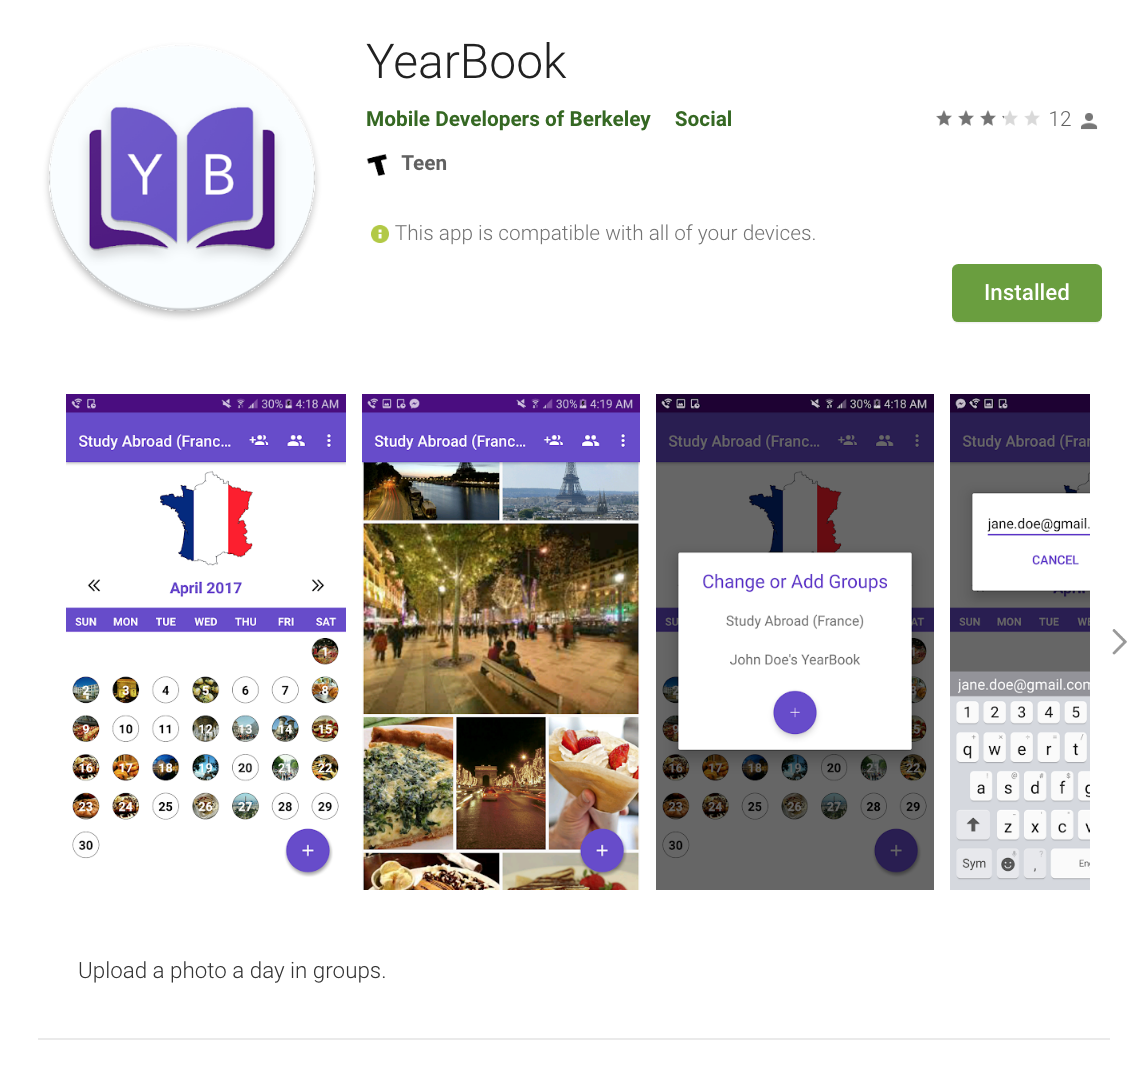 YearBook
Mobile Developers of Berkeley Social
12
Teen
This app is compatible with all of your devices.
Installed
Y B
30% 4:18 AM
Study Abroad (Franc...
April 2017
SUN MON TUE WED THU FRI SAT
1
2 3 4 5 6 7 8
9 10 11 12 13 14 15
16 17 18 19 20 21 22
23 24 25 26 27 28 29
30
+
30% 4:19 AM
Study Abroad (Franc...
+
30% 4:18 AM
Study Abroad (Franc...
Change or Add Groups
Study Abroad (France)
John Doe's YearBook
+
SU AT
16 17 18 19 20 21 22
23 24 25 26 27 28 29
30
+
Study Abroad (Fran
jane.doe@gmail.
CANCEL
SUN MON TUE WE
jane.doe@gmail.com
1 2 3 4 5
q w e r t
a s d f g
z x c v
Sym , En
Upload a photo a day in groups.